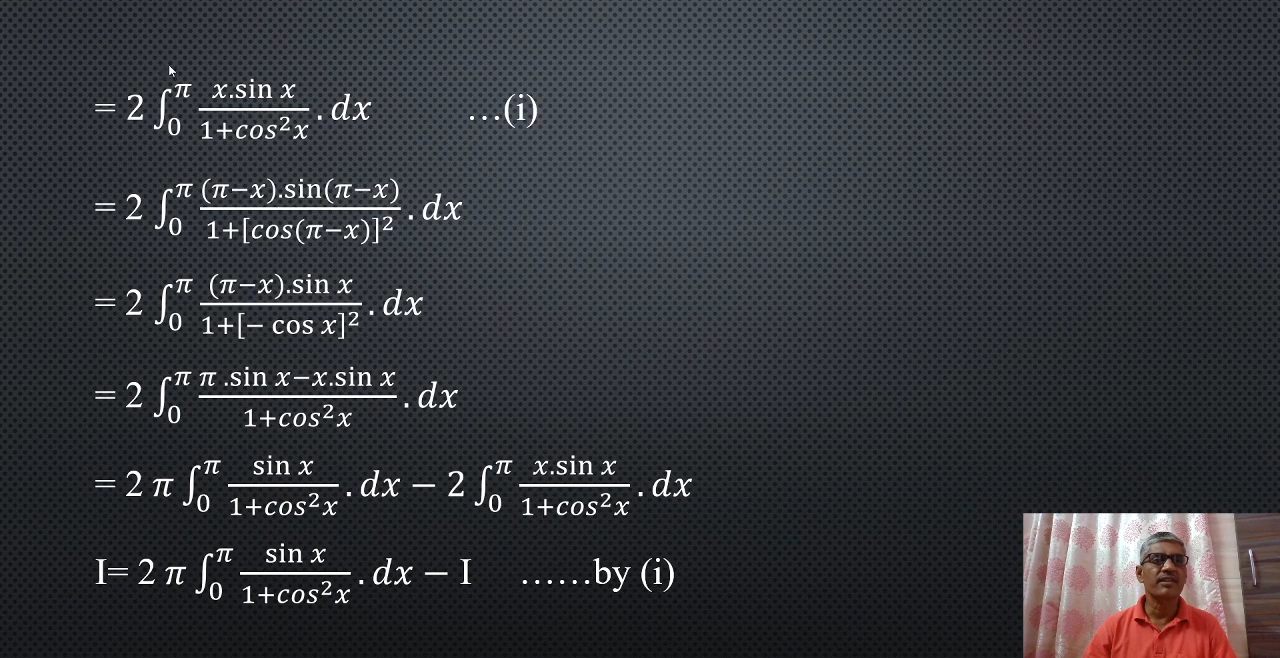 = 2 ∫₀^π (x.sin x)/(1+cos²x) . dx …(i)
= 2 ∫₀^π ((π−x).sin(π−x))/(1+[cos(π−x)]²) . dx
= 2 ∫₀^π ((π−x).sin x)/(1+[− cos x]²) . dx
= 2 ∫₀^π (π .sin x−x.sin x)/(1+cos²x) . dx
= 2 π ∫₀^π (sin x)/(1+cos²x) . dx − 2 ∫₀^π (x.sin x)/(1+cos²x) . dx
I= 2 π ∫₀^π (sin x)/(1+cos²x) . dx − I ……by (i)